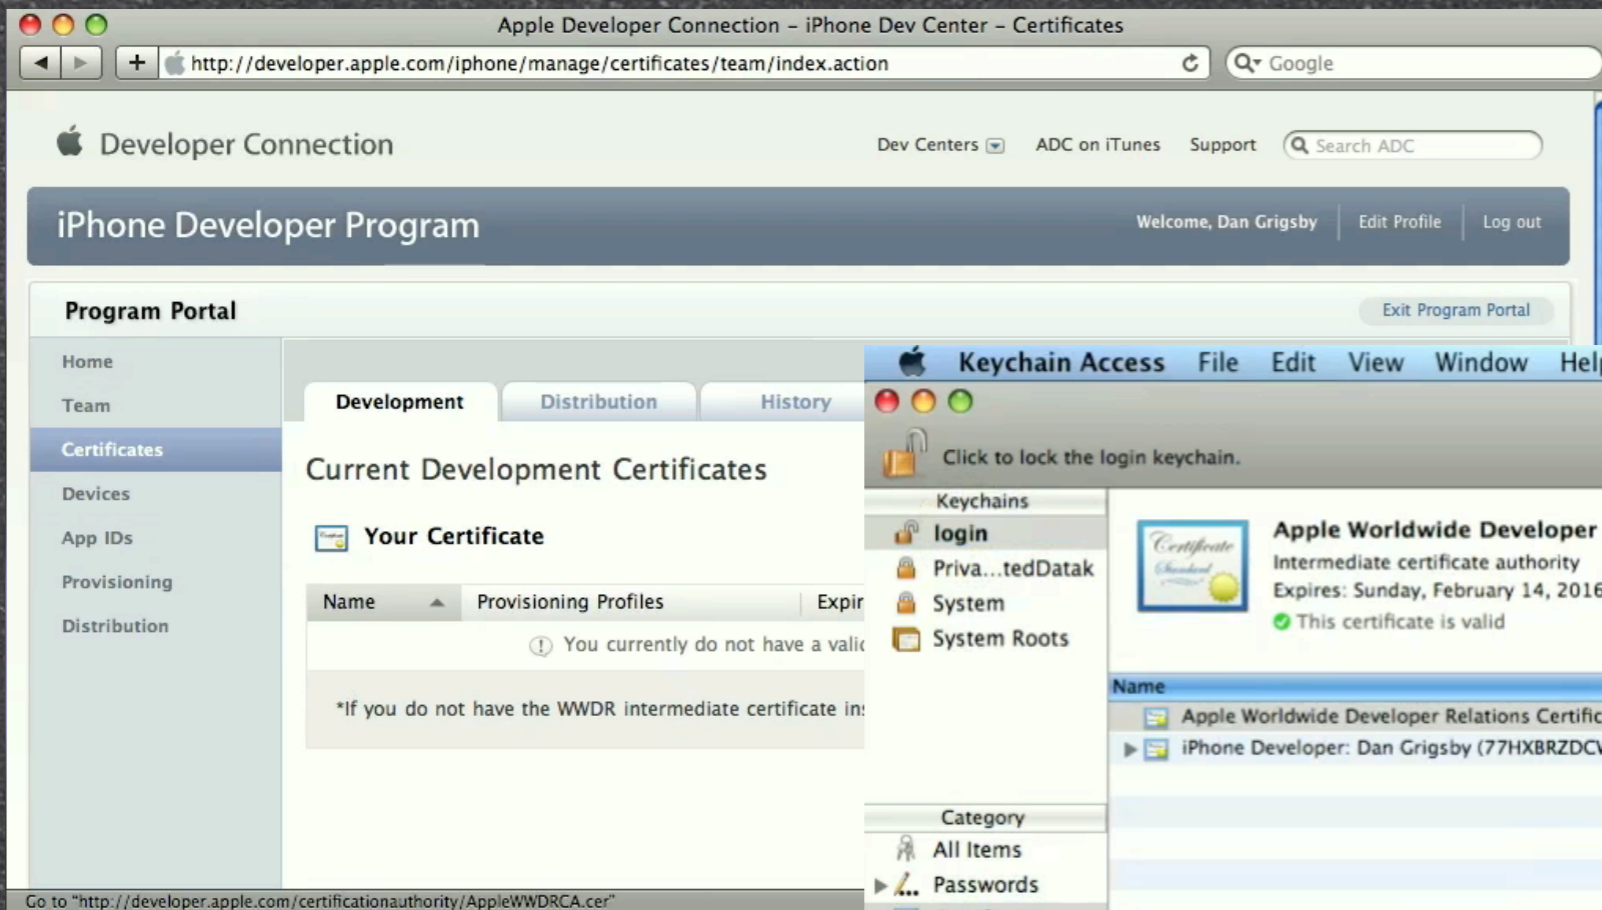 Apple Developer Connection – iPhone Dev Center – Certificates
http://developer.apple.com/iphone/manage/certificates/team/index.action
Google
Developer Connection
Dev Centers
ADC on iTunes
Support
Search ADC
iPhone Developer Program
Welcome, Dan Grigsby
Edit Profile
Log out
Program Portal
Exit Program Portal
Home
Team
Certificates
Devices
App IDs
Provisioning
Distribution
Development
Distribution
History
Current Development Certificates
Your Certificate
Name
Provisioning Profiles
Expir
You currently do not have a valid
*If you do not have the WWDR intermediate certificate ins
Go to "http://developer.apple.com/certificationauthority/AppleWWDRCA.cer"
Keychain Access File Edit View Window Help
Click to lock the login keychain.
Keychains
login
Priva...tedDatak
System
System Roots
Certificate
Standard
Apple Worldwide Developer
Intermediate certificate authority
Expires: Sunday, February 14, 2016
This certificate is valid
Name
Apple Worldwide Developer Relations Certific
iPhone Developer: Dan Grigsby (77HXBRZDCW
Category
All Items
Passwords